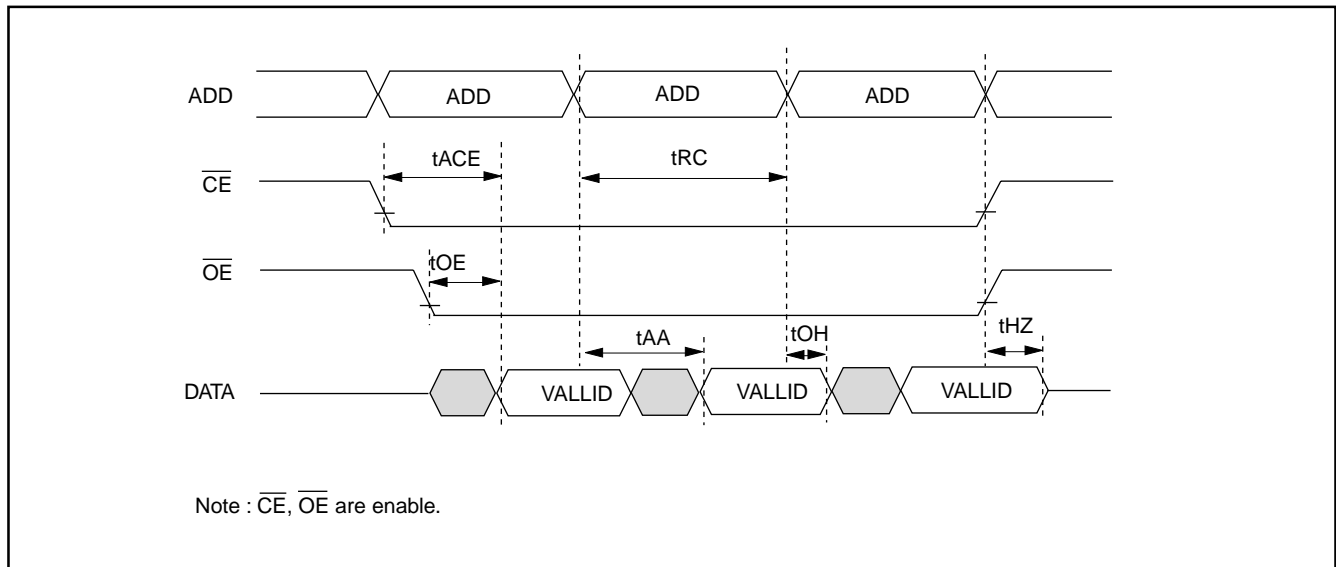 ADD ADD ADD ADD
tACE tRC
CE
OE
tOE
tAA tOH tHZ
DATA VALLID VALLID VALLID
Note : CE, OE are enable.